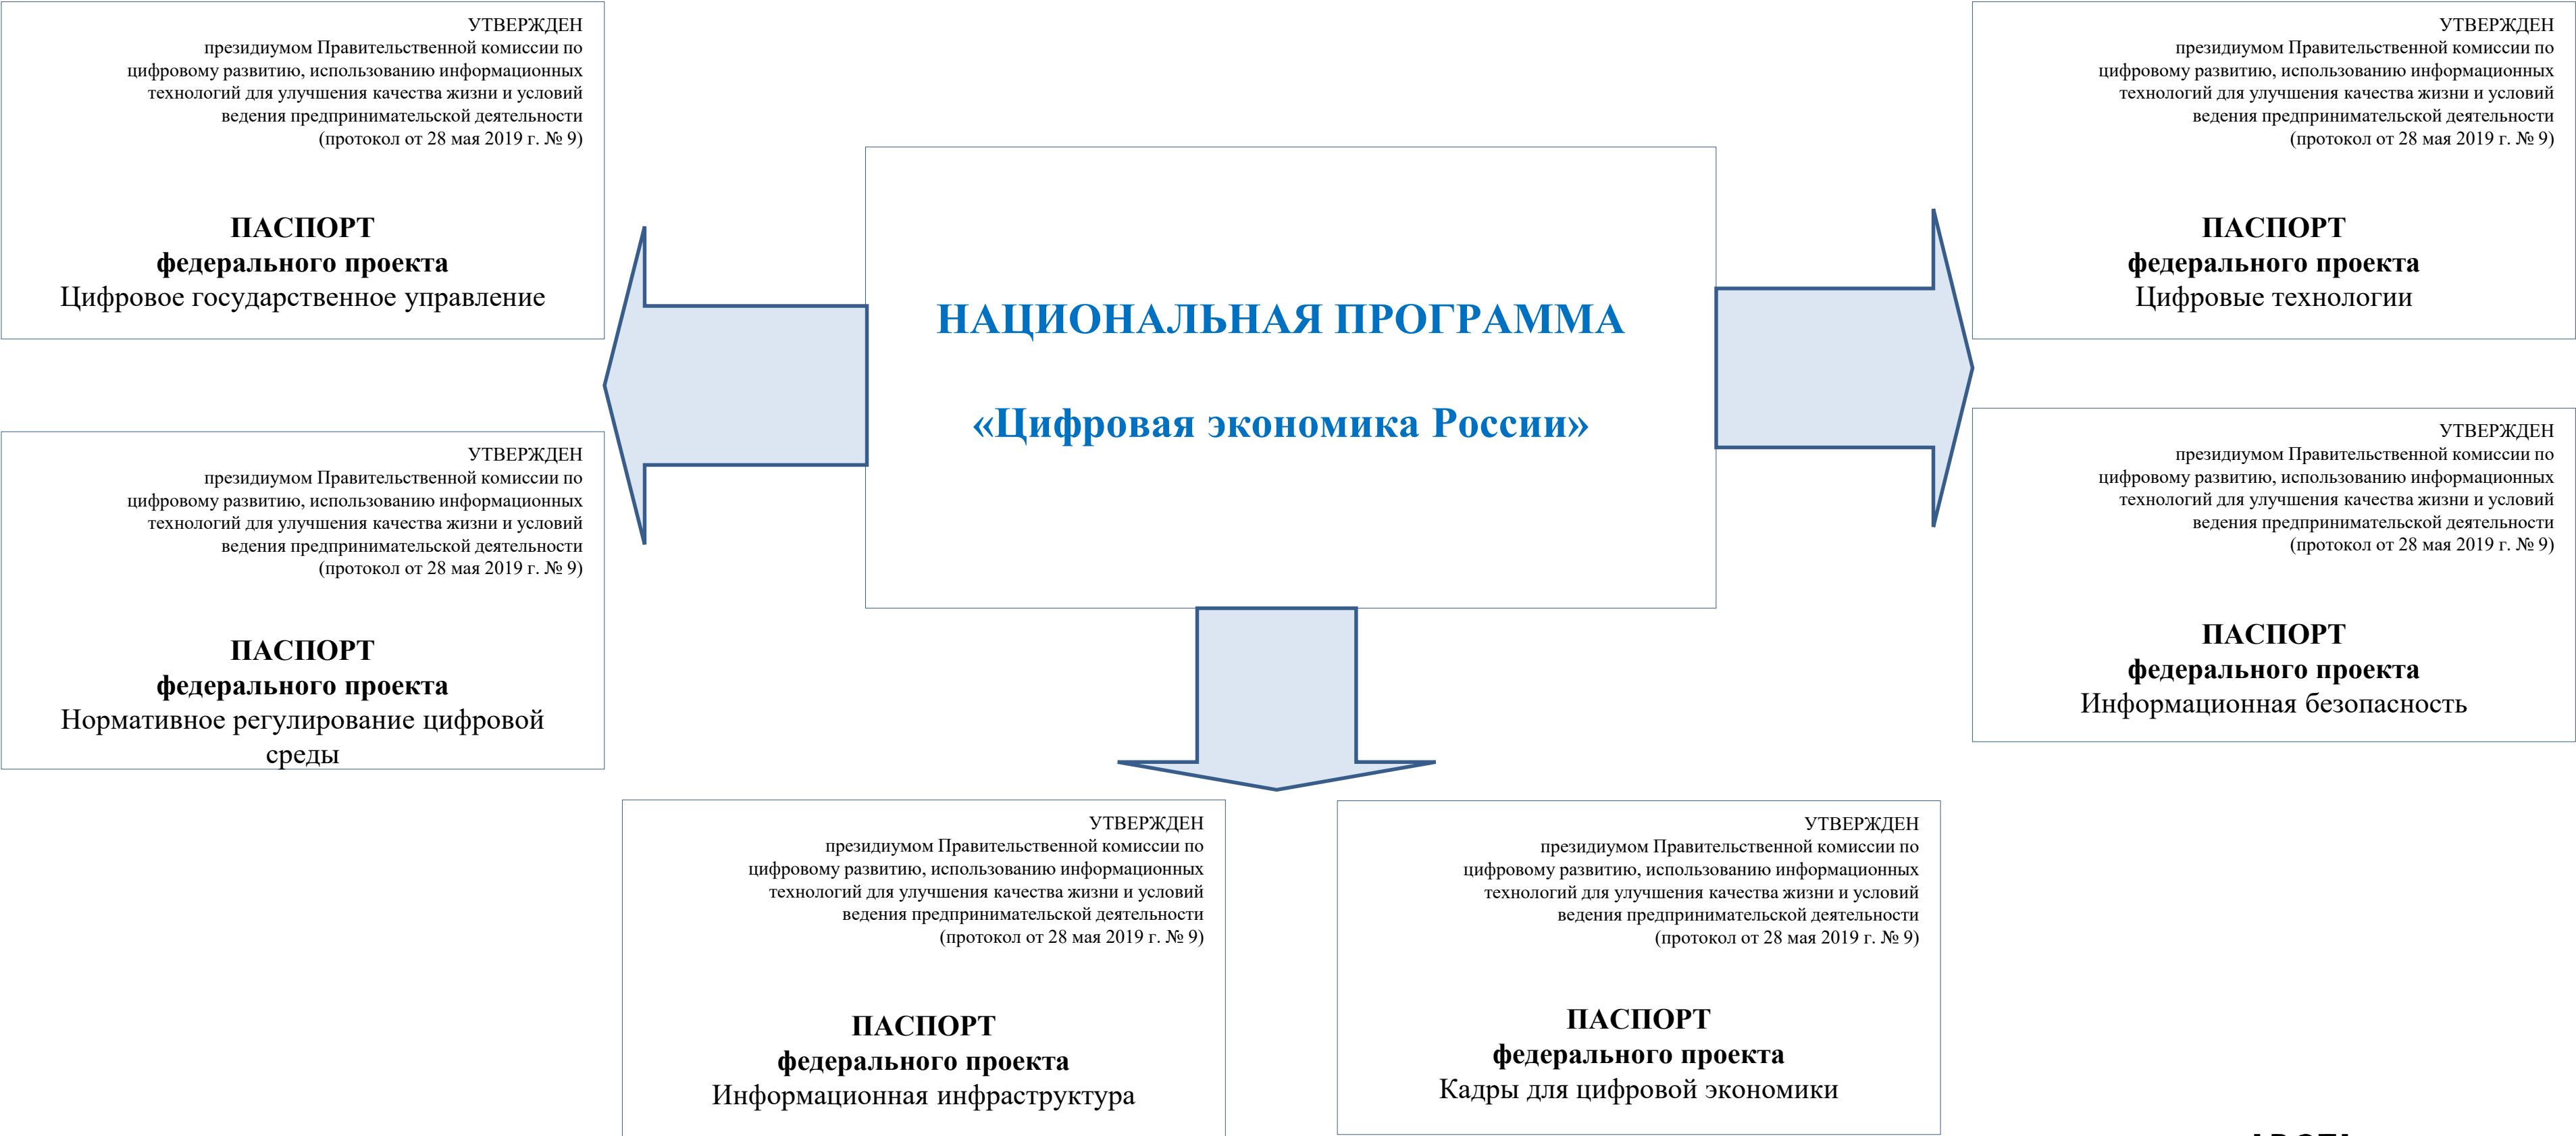 УТВЕРЖДЕН
президиумом Правительственной комиссии по
цифровому развитию, использованию информационных
технологий для улучшения качества жизни и условий
ведения предпринимательской деятельности
(протокол от 28 мая 2019 г. № 9)
ПАСПОРТ
федерального проекта
Цифровое государственное управление
УТВЕРЖДЕН
президиумом Правительственной комиссии по
цифровому развитию, использованию информационных
технологий для улучшения качества жизни и условий
ведения предпринимательской деятельности
(протокол от 28 мая 2019 г. № 9)
ПАСПОРТ
федерального проекта
Нормативное регулирование цифровой
среды
НАЦИОНАЛЬНАЯ ПРОГРАММА
«Цифровая экономика России»
УТВЕРЖДЕН
президиумом Правительственной комиссии по
цифровому развитию, использованию информационных
технологий для улучшения качества жизни и условий
ведения предпринимательской деятельности
(протокол от 28 мая 2019 г. № 9)
ПАСПОРТ
федерального проекта
Цифровые технологии
УТВЕРЖДЕН
президиумом Правительственной комиссии по
цифровому развитию, использованию информационных
технологий для улучшения качества жизни и условий
ведения предпринимательской деятельности
(протокол от 28 мая 2019 г. № 9)
ПАСПОРТ
федерального проекта
Информационная безопасность
УТВЕРЖДЕН
президиумом Правительственной комиссии по
цифровому развитию, использованию информационных
технологий для улучшения качества жизни и условий
ведения предпринимательской деятельности
(протокол от 28 мая 2019 г. № 9)
ПАСПОРТ
федерального проекта
Информационная инфраструктура
УТВЕРЖДЕН
президиумом Правительственной комиссии по
цифровому развитию, использованию информационных
технологий для улучшения качества жизни и условий
ведения предпринимательской деятельности
(протокол от 28 мая 2019 г. № 9)
ПАСПОРТ
федерального проекта
Кадры для цифровой экономики